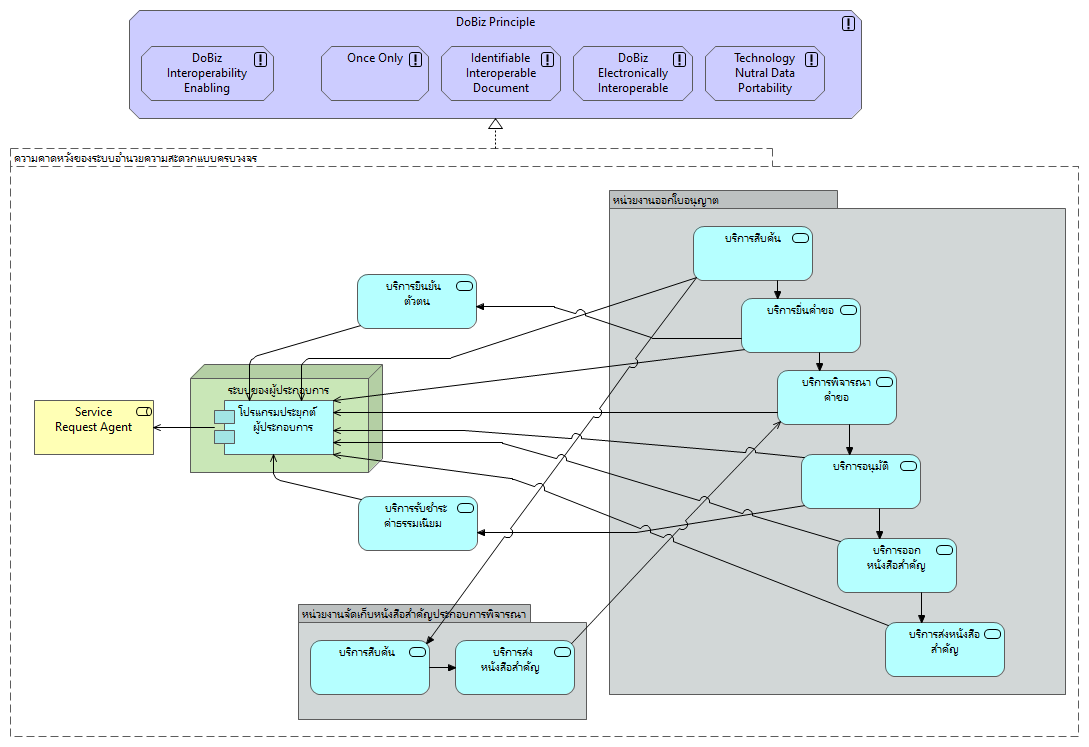 DoBiz Principle
DoBiz
Interoperability
Enabling
Once Only
Identifiable
Interoperable
Document
DoBiz
Electronically
Interoperable
Technology
Nutral Data
Portability
ความคาดหวังของระบบอำนวยความสะดวกแบบครบวงจร
หน่วยงานออกใบอนุญาต
บริการสืบค้น
บริการยืนยัน
ตัวตน
บริการยื่นคำขอ
บริการพิจารณา
คำขอ
ระบบของผู้ประกอบการ
โปรแกรมประยุกต์
ผู้ประกอบการ
Service
Request Agent
บริการอนุมัติ
บริการรับชำระ
ค่าธรรมเนียม
บริการออก
หนังสือสำคัญ
หน่วยงานจัดเก็บหนังสือสำคัญประกอบการพิจารณา
บริการสืบค้น
บริการส่ง
หนังสือสำคัญ
บริการส่งหนังสือ
สำคัญ